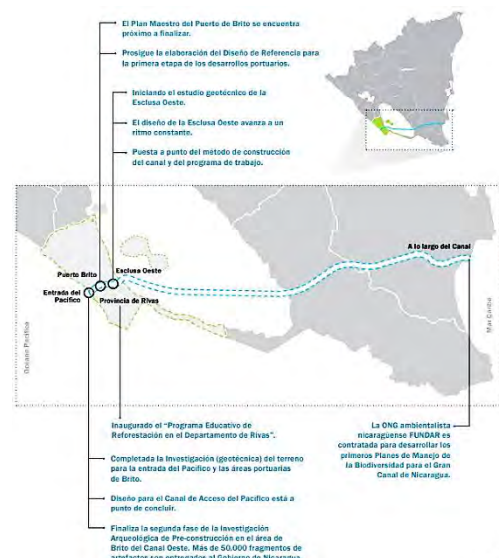 El Plan Maestro del Puerto de Brito se encuentra
próximo a finalizar.
Prosigue la elaboración del Diseño de Referencia para
la primera etapa de los desarrollos portuarios.
Iniciando el estudio geotécnico de la
Esclusa Oeste.
El diseño de la Esclusa Oeste avanza a un
ritmo constante.
Puesta a punto del método de construcción
del canal y del programa de trabajo.
A lo largo del Canal
Puerto Brito
Esclusa Oeste
Entrada del
Pacífico
Provincia de Rivas
Océano Pacífico
Mar Caribe
Inaugurado el "Programa Educativo de
Reforestación en el Departamento de Rivas".
Completada la Investigación (geotécnica) del terreno
para la entrada del Pacífico y las áreas portuarias
de Brito.
Diseño para el Canal de Acceso del Pacífico está a
punto de concluir.
Finaliza la segunda fase de la Investigación
Arqueológica de Pre-construcción en el área de
Brito del Canal Oeste. Más de 50.000 fragmentos de
artefactos son entregados al Gobierno de Nicaragua
La ONG ambientalista
nicaragüense FUNDAR es
contratada para desarrollar los
primeros Planes de Manejo de
la Biodiversidad para el Gran
Canal de Nicaragua.